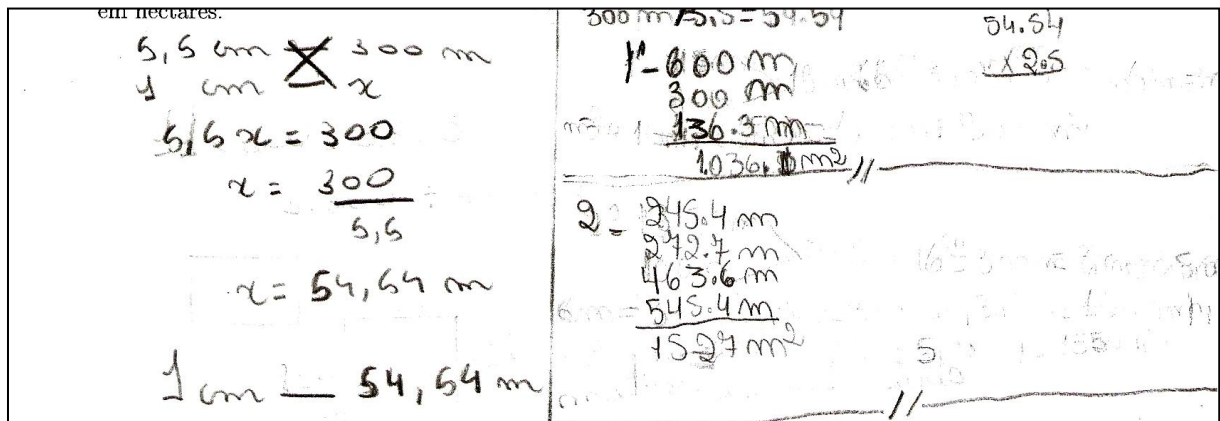 em hectares.
5,5 cm 300 m
1 cm x
5,5 x = 300
x = 300
5,5
x = 54,54 m
1 cm — 54,54 m
300 m / 5,5 = 54.54
54.54
x 2.5
1- 600 m
300 m
136.3 m
1.036. m2 //
2- 245.4 m
272.7 m
463.6 m
545.4 m
1527 m2
//